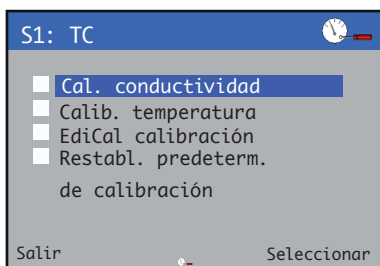 S1: TC
Cal. conductividad
Calib. temperatura
EdiCal calibración
Restabl. predeterm.
de calibración
Salir
Seleccionar